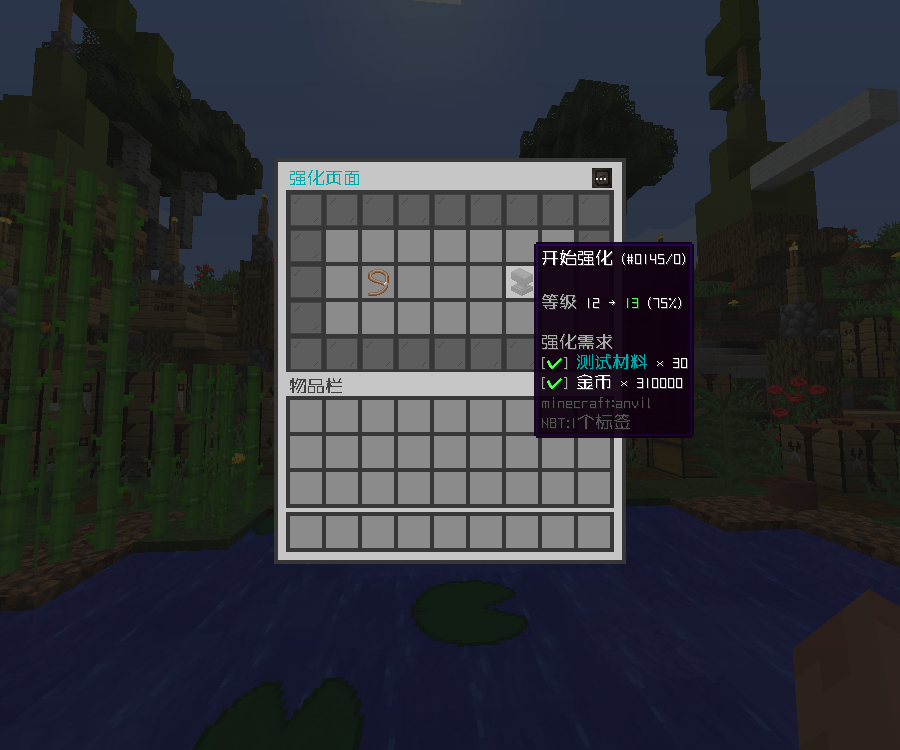 强化页面
开始强化 (#0145/0)
等级 12 → 13 (75%)
强化需求
[✔] 测试材料 × 30
[✔] 金币 × 310000
minecraft:anvil
NBT:1个标签
物品栏